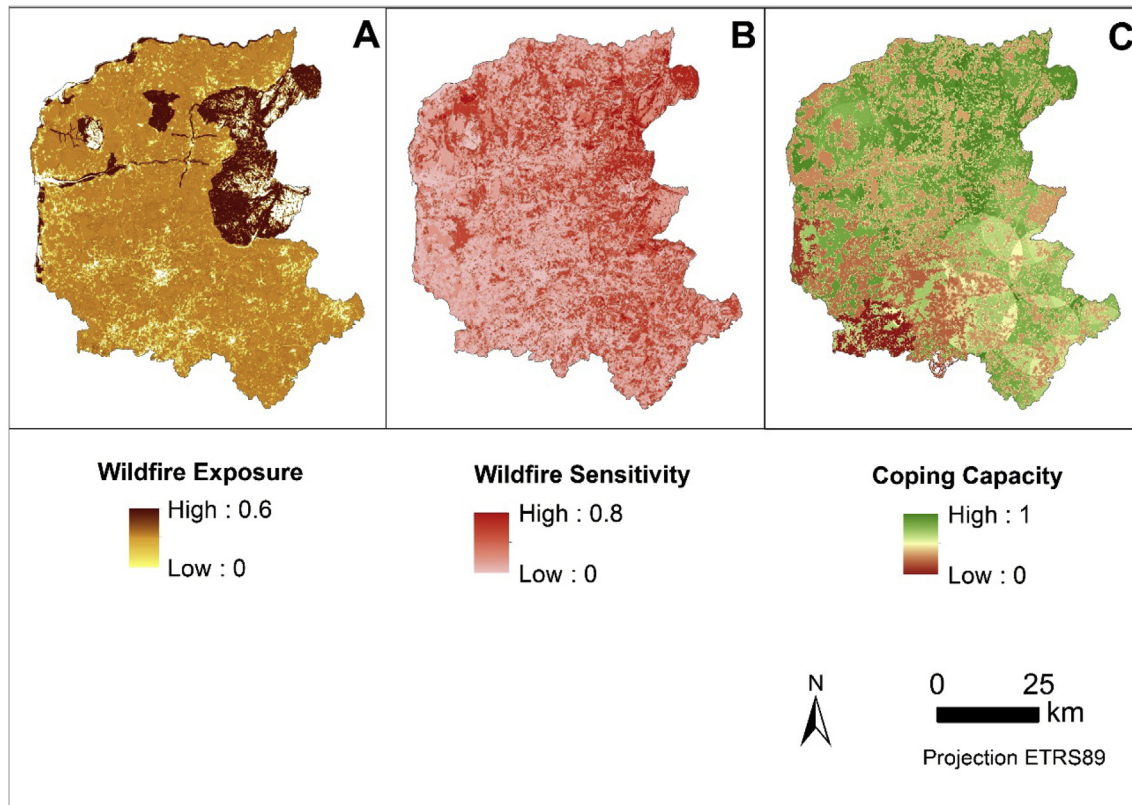 A
B
C
Wildfire Exposure
High : 0.6
Low : 0
Wildfire Sensitivity
High : 0.8
Low : 0
Coping Capacity
High : 1
Low : 0
N
0 25
km
Projection ETRS89